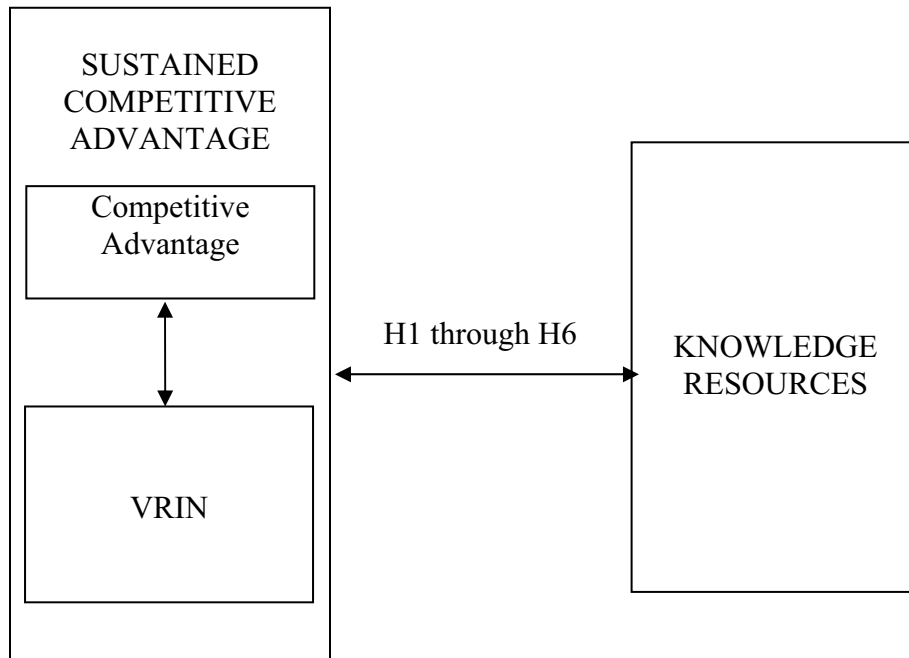 SUSTAINED
COMPETITIVE
ADVANTAGE
Competitive
Advantage
VRIN
H1 through H6
KNOWLEDGE
RESOURCES